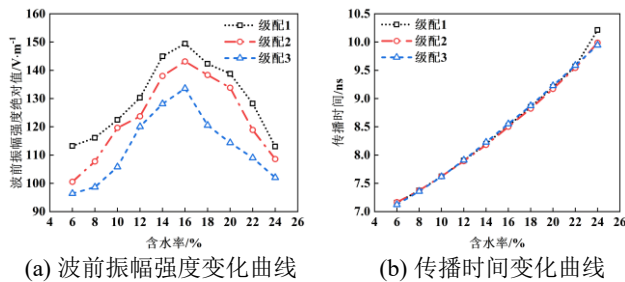 160
150
140
130
120
110
100
90
4 6 8 10 12 14 16 18 20 22 24
波前振幅强度绝对值/V·m⁻¹
含水率/%
级配1
级配2
级配3
(a) 波前振幅强度变化曲线
10.5
10.0
9.5
9.0
8.5
8.0
7.5
7.0
4 6 8 10 12 14 16 18 20 22 24
传播时间/ns
含水率/%
级配1
级配2
级配3
(b) 传播时间变化曲线